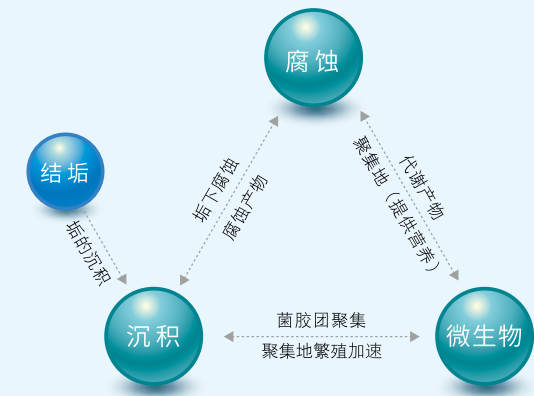 腐蚀
结垢
垢的沉积
垢下腐蚀
腐蚀产物
代谢产物
聚集地（提供营养）
沉积
菌胶团聚集
聚集地繁殖加速
微生物